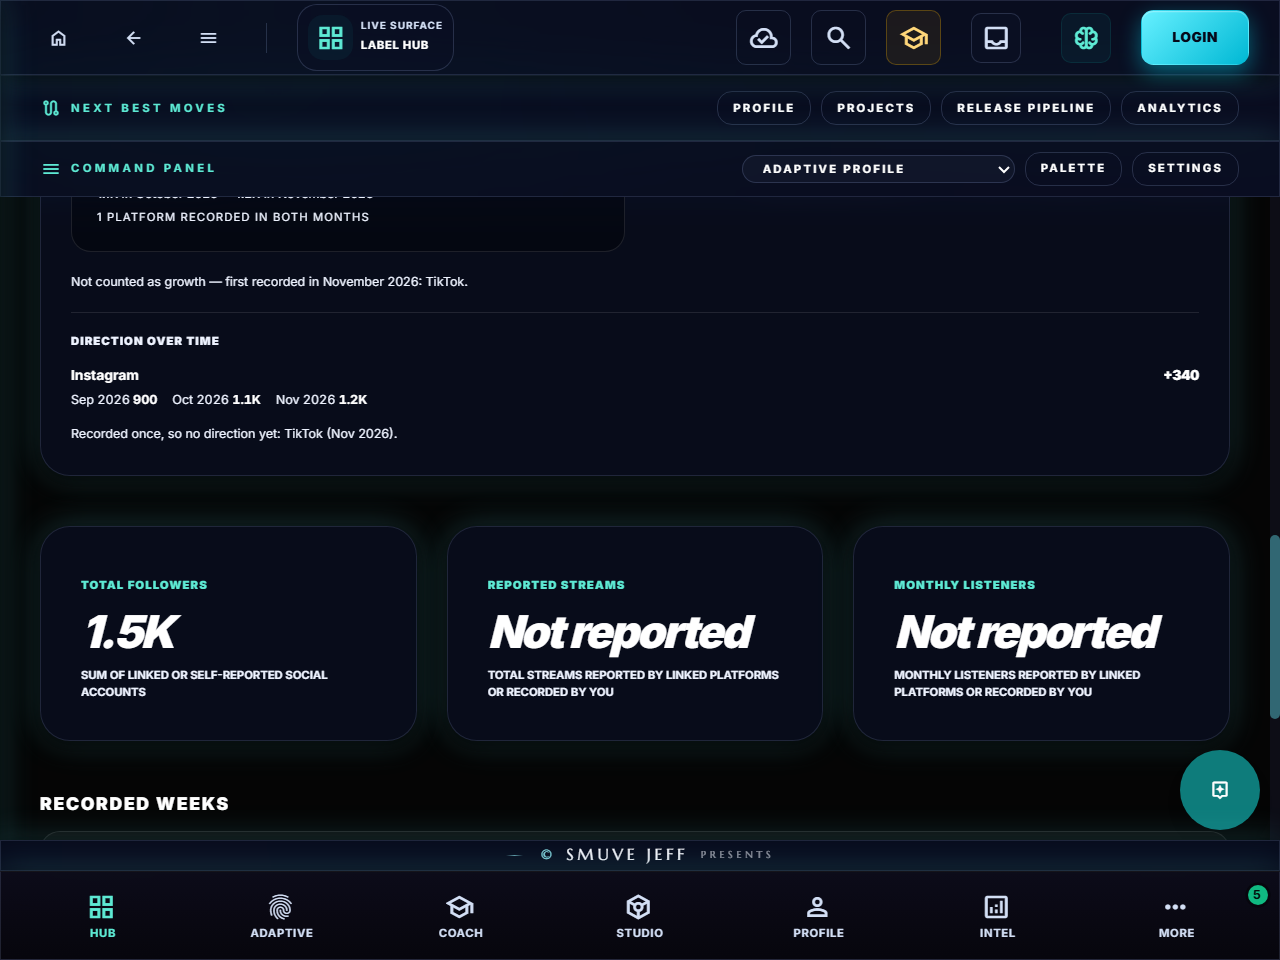 LIVE SURFACE
LABEL HUB
LOGIN
NEXT BEST MOVES
PROFILE
PROJECTS
RELEASE PIPELINE
ANALYTICS
COMMAND PANEL
ADAPTIVE PROFILE
PALETTE
SETTINGS
1 PLATFORM RECORDED IN BOTH MONTHS
Not counted as growth — first recorded in November 2026: TikTok.
DIRECTION OVER TIME
Instagram
+340
Sep 2026 900 Oct 2026 1.1K Nov 2026 1.2K
Recorded once, so no direction yet: TikTok (Nov 2026).
TOTAL FOLLOWERS
1.5K
SUM OF LINKED OR SELF-REPORTED SOCIAL
ACCOUNTS
REPORTED STREAMS
Not reported
TOTAL STREAMS REPORTED BY LINKED PLATFORMS
OR RECORDED BY YOU
MONTHLY LISTENERS
Not reported
MONTHLY LISTENERS REPORTED BY LINKED
PLATFORMS OR RECORDED BY YOU
RECORDED WEEKS
© SMUVE JEFF PRESENTS
HUB
ADAPTIVE
COACH
STUDIO
PROFILE
INTEL
MORE
5